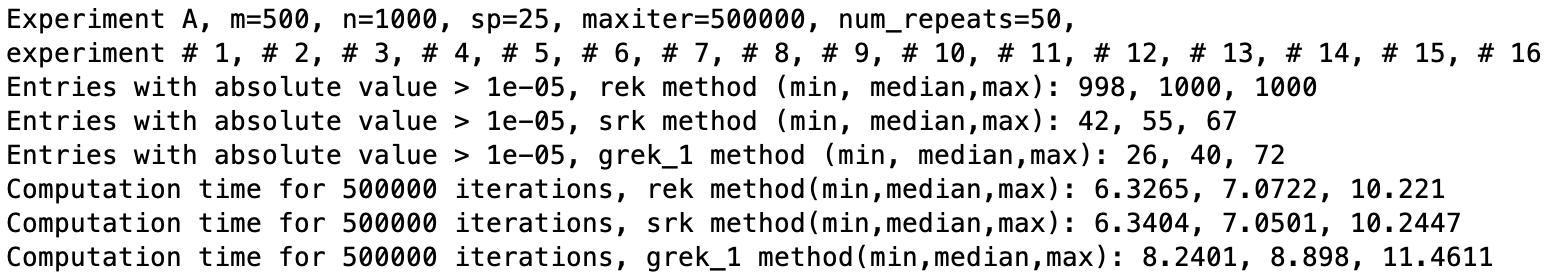 Experiment A, m=500, n=1000, sp=25, maxiter=500000, num_repeats=50,
experiment # 1, # 2, # 3, # 4, # 5, # 6, # 7, # 8, # 9, # 10, # 11, # 12, # 13, # 14, # 15, # 16
Entries with absolute value > 1e-05, rek method (min, median,max): 998, 1000, 1000
Entries with absolute value > 1e-05, srk method (min, median,max): 42, 55, 67
Entries with absolute value > 1e-05, grek_1 method (min, median,max): 26, 40, 72
Computation time for 500000 iterations, rek method(min,median,max): 6.3265, 7.0722, 10.221
Computation time for 500000 iterations, srk method(min,median,max): 6.3404, 7.0501, 10.2447
Computation time for 500000 iterations, grek_1 method(min,median,max): 8.2401, 8.898, 11.4611